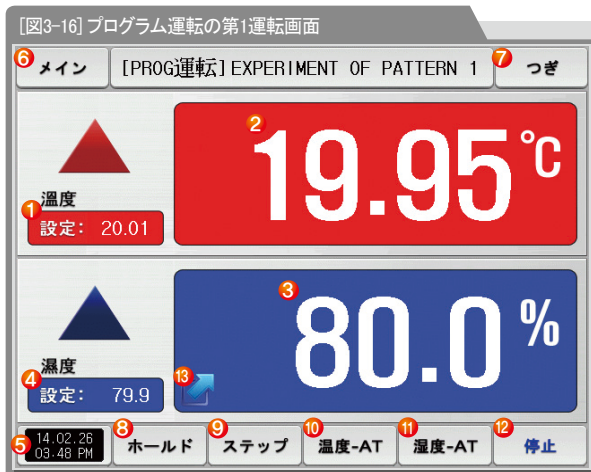 [図3-16] プログラム運転の第1運転画面
6 メイン [PROG運転] EXPERIMENT OF PATTERN 1 7 つぎ
2 19.95 ℃
溫度
1 設定： 20.01
3 80.0 %
濕度
4 設定： 79.9
13
5 14.02.26 03:48 PM
8 ホールド 9 ステップ 10 温度-AT 11 湿度-AT 12 停止